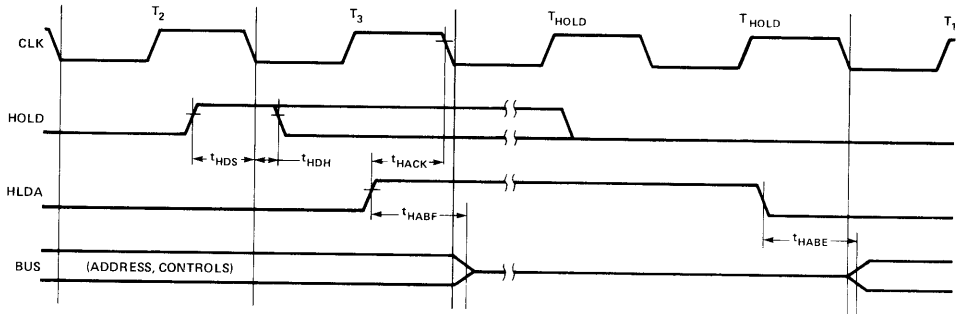 T2 T3 THOLD THOLD T1
CLK
HOLD
tHDS tHDH tHACK
HLDA
tHABF tHABE
BUS (ADDRESS, CONTROLS)